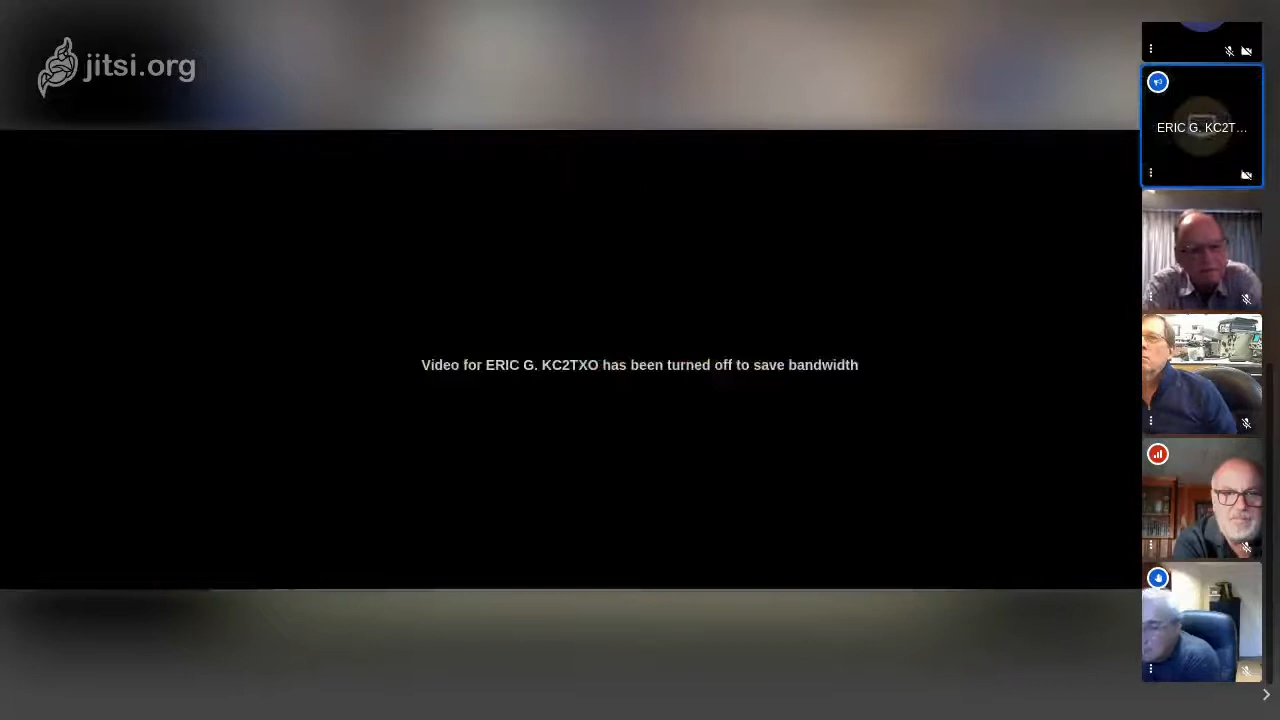 jitsi.org
ERIC G. KC2T...
Video for ERIC G. KC2TXO has been turned off to save bandwidth